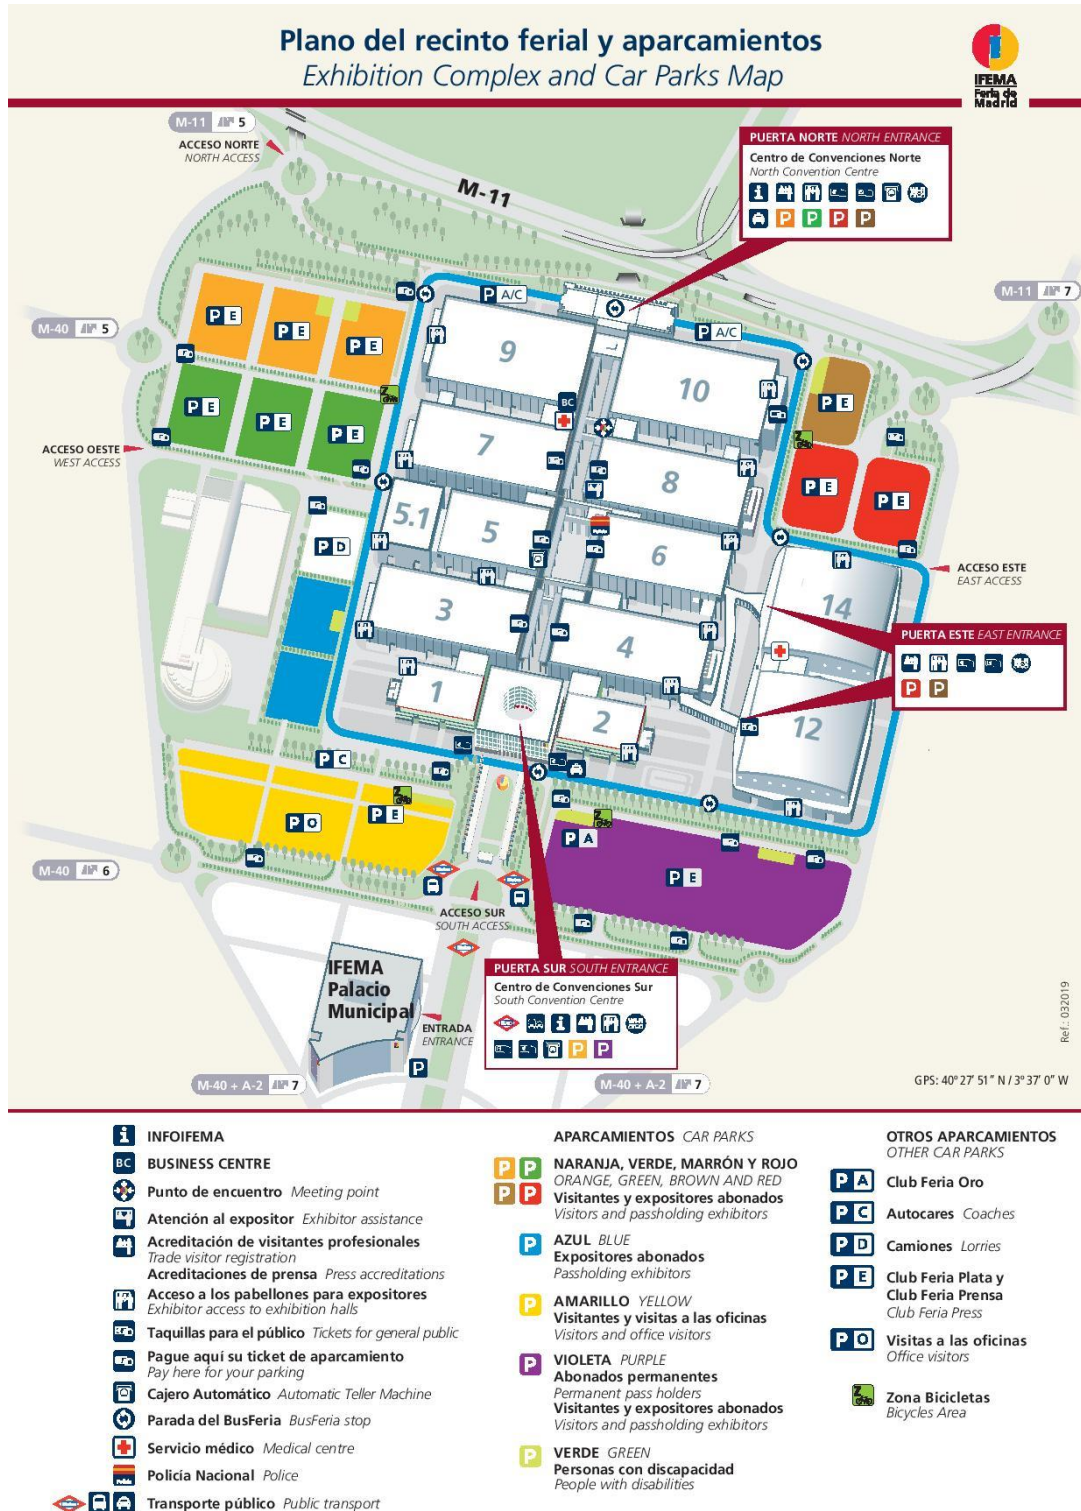 Plano del recinto ferial y aparcamientos
Exhibition Complex and Car Parks Map
IFEMA
Feria de
Madrid
M-11 5
ACCESO NORTE
NORTH ACCESS
M-11
PUERTA NORTE NORTH ENTRANCE
Centro de Convenciones Norte
North Convention Centre
P P P P
M-11 7
M-40 5
P A/C
P A/C
P E
P E
P E
9
10
BC
P E
P E
P E
P E
ACCESO OESTE
WEST ACCESS
7
8
P E
P E
5.1
5
6
P D
ACCESO ESTE
EAST ACCESS
14
3
4
PUERTA ESTE EAST ENTRANCE
P P
1
2
12
P C
P O
P E
P A
P E
M-40 6
ACCESO SUR
SOUTH ACCESS
IFEMA
Palacio
Municipal
ENTRADA
ENTRANCE
P
PUERTA SUR SOUTH ENTRANCE
Centro de Convenciones Sur
South Convention Centre
P P
Ref.: 032019
M-40 + A-2 7
M-40 + A-2 7
GPS: 40° 27' 51" N / 3° 37' 0" W
INFOIFEMA
BC BUSINESS CENTRE
Punto de encuentro Meeting point
Atención al expositor Exhibitor assistance
Acreditación de visitantes profesionales
Trade visitor registration
Acreditaciones de prensa Press accreditations
Acceso a los pabellones para expositores
Exhibitor access to exhibition halls
Taquillas para el público Tickets for general public
Pague aquí su ticket de aparcamiento
Pay here for your parking
Cajero Automático Automatic Teller Machine
Parada del BusFeria BusFeria stop
Servicio médico Medical centre
Policía Nacional Police
Transporte público Public transport
APARCAMIENTOS CAR PARKS
P P NARANJA, VERDE, MARRÓN Y ROJO
ORANGE, GREEN, BROWN AND RED
P P Visitantes y expositores abonados
Visitors and passholding exhibitors
P AZUL BLUE
Expositores abonados
Passholding exhibitors
P AMARILLO YELLOW
Visitantes y visitas a las oficinas
Visitors and office visitors
P VIOLETA PURPLE
Abonados permanentes
Permanent pass holders
Visitantes y expositores abonados
Visitors and passholding exhibitors
P VERDE GREEN
Personas con discapacidad
People with disabilities
OTROS APARCAMIENTOS
OTHER CAR PARKS
P A Club Feria Oro
P C Autocares Coaches
P D Camiones Lorries
P E Club Feria Plata y
Club Feria Prensa
Club Feria Press
P O Visitas a las oficinas
Office visitors
Zona Bicicletas
Bicycles Area